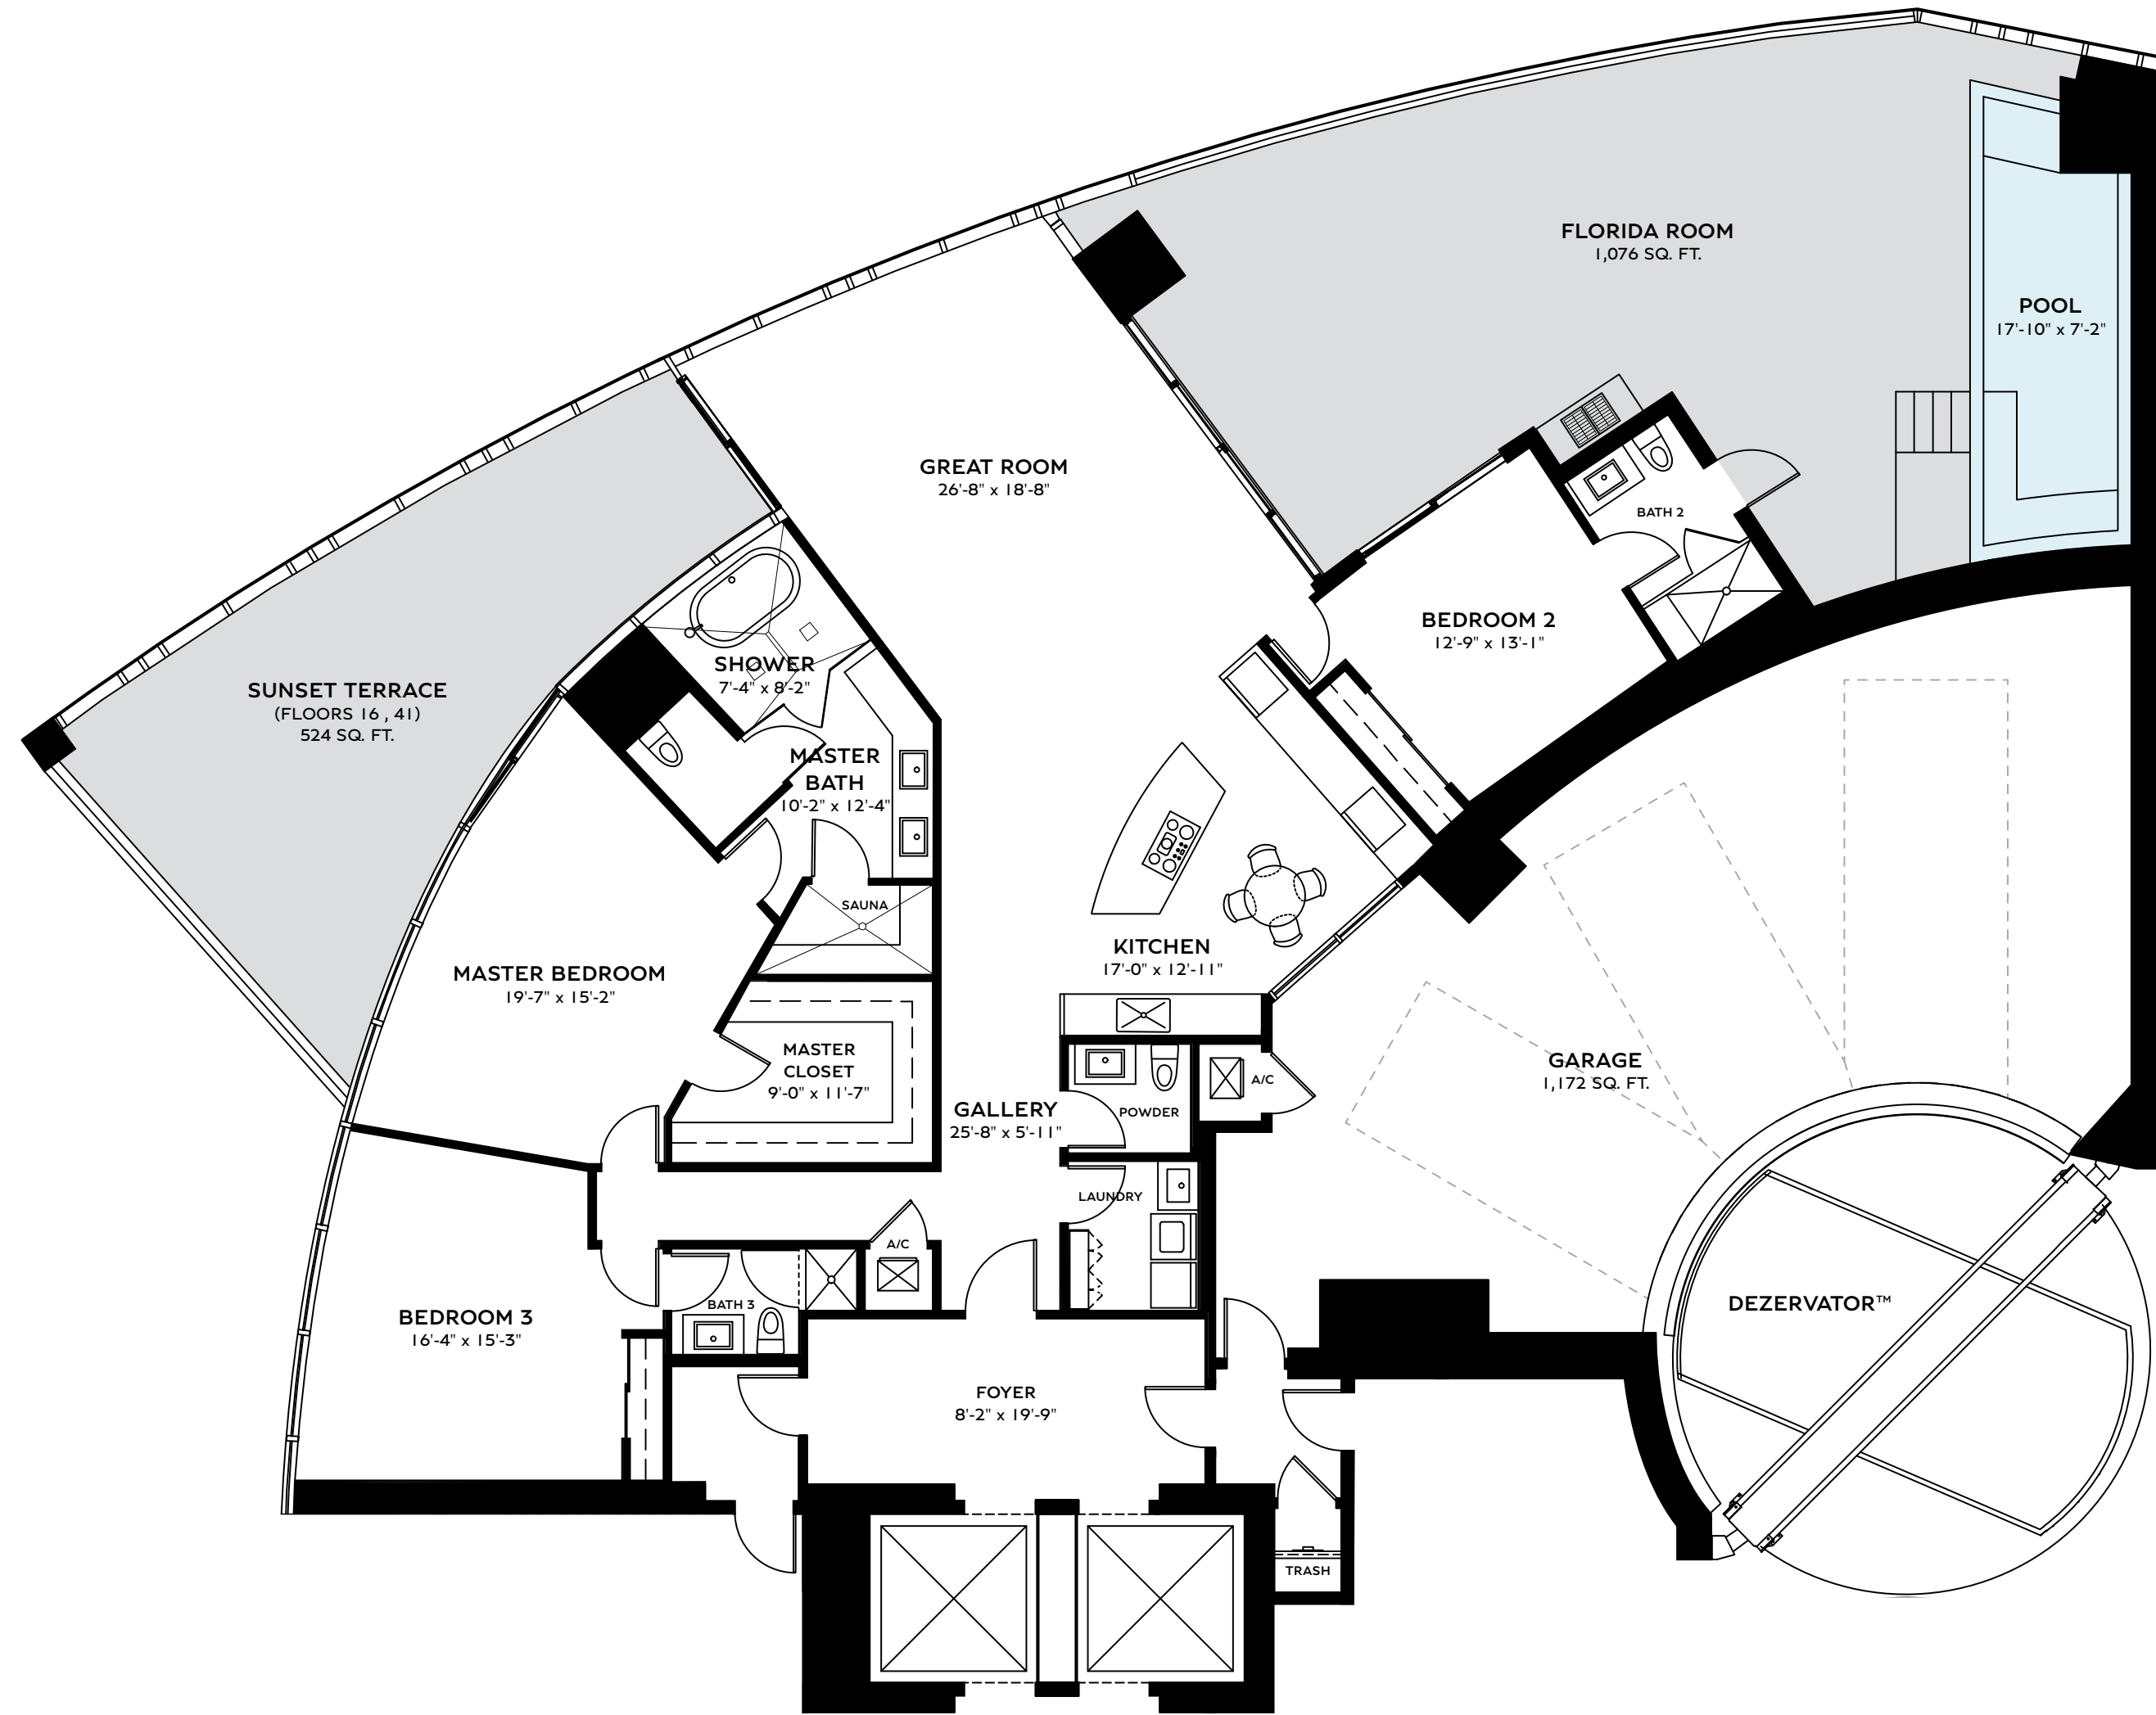 FLORIDA ROOM
1,076 SQ. FT.
POOL
17'-10" x 7'-2"
GREAT ROOM
26'-8" x 18'-8"
BATH 2
BEDROOM 2
12'-9" x 13'-1"
SHOWER
7'-4" x 8'-2"
SUNSET TERRACE
(FLOORS 16 , 41)
524 SQ. FT.
MASTER
BATH
10'-2" x 12'-4"
SAUNA
KITCHEN
17'-0" x 12'-11"
MASTER BEDROOM
19'-7" x 15'-2"
MASTER
CLOSET
9'-0" x 11'-7"
GARAGE
1,172 SQ. FT.
A/C
GALLERY
25'-8" x 5'-11"
POWDER
LAUNDRY
A/C
BATH 3
DEZERVATOR™
BEDROOM 3
16'-4" x 15'-3"
FOYER
8'-2" x 19'-9"
TRASH